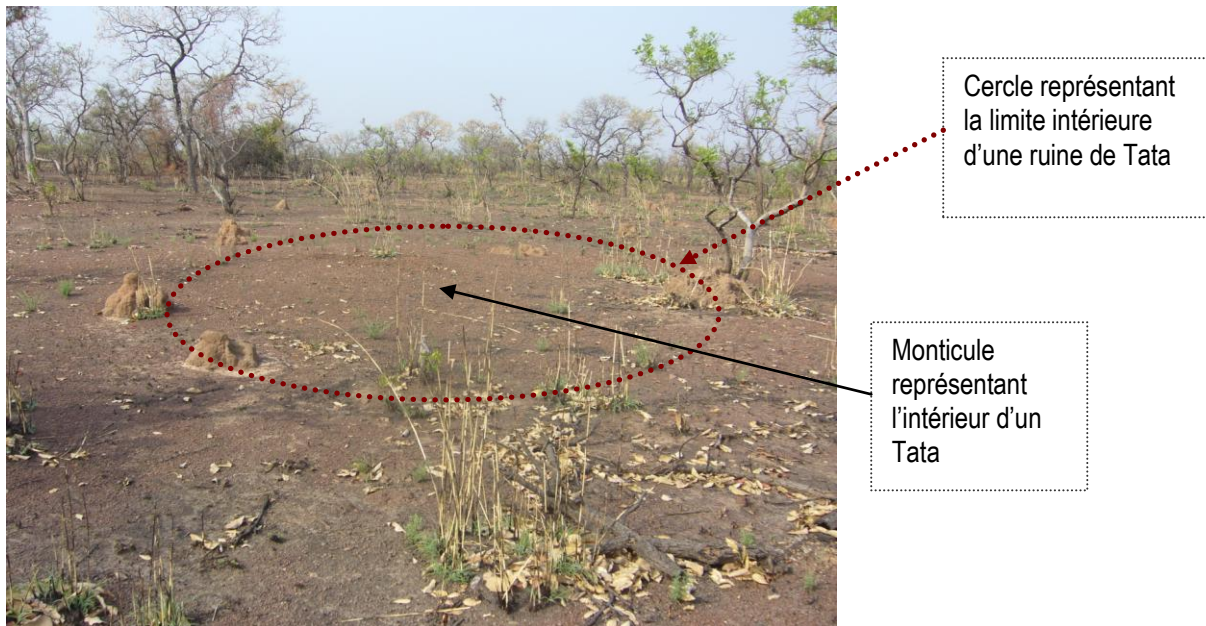 Cercle représentant
la limite intérieure
d’une ruine de Tata
Monticule
représentant
l’intérieur d’un
Tata